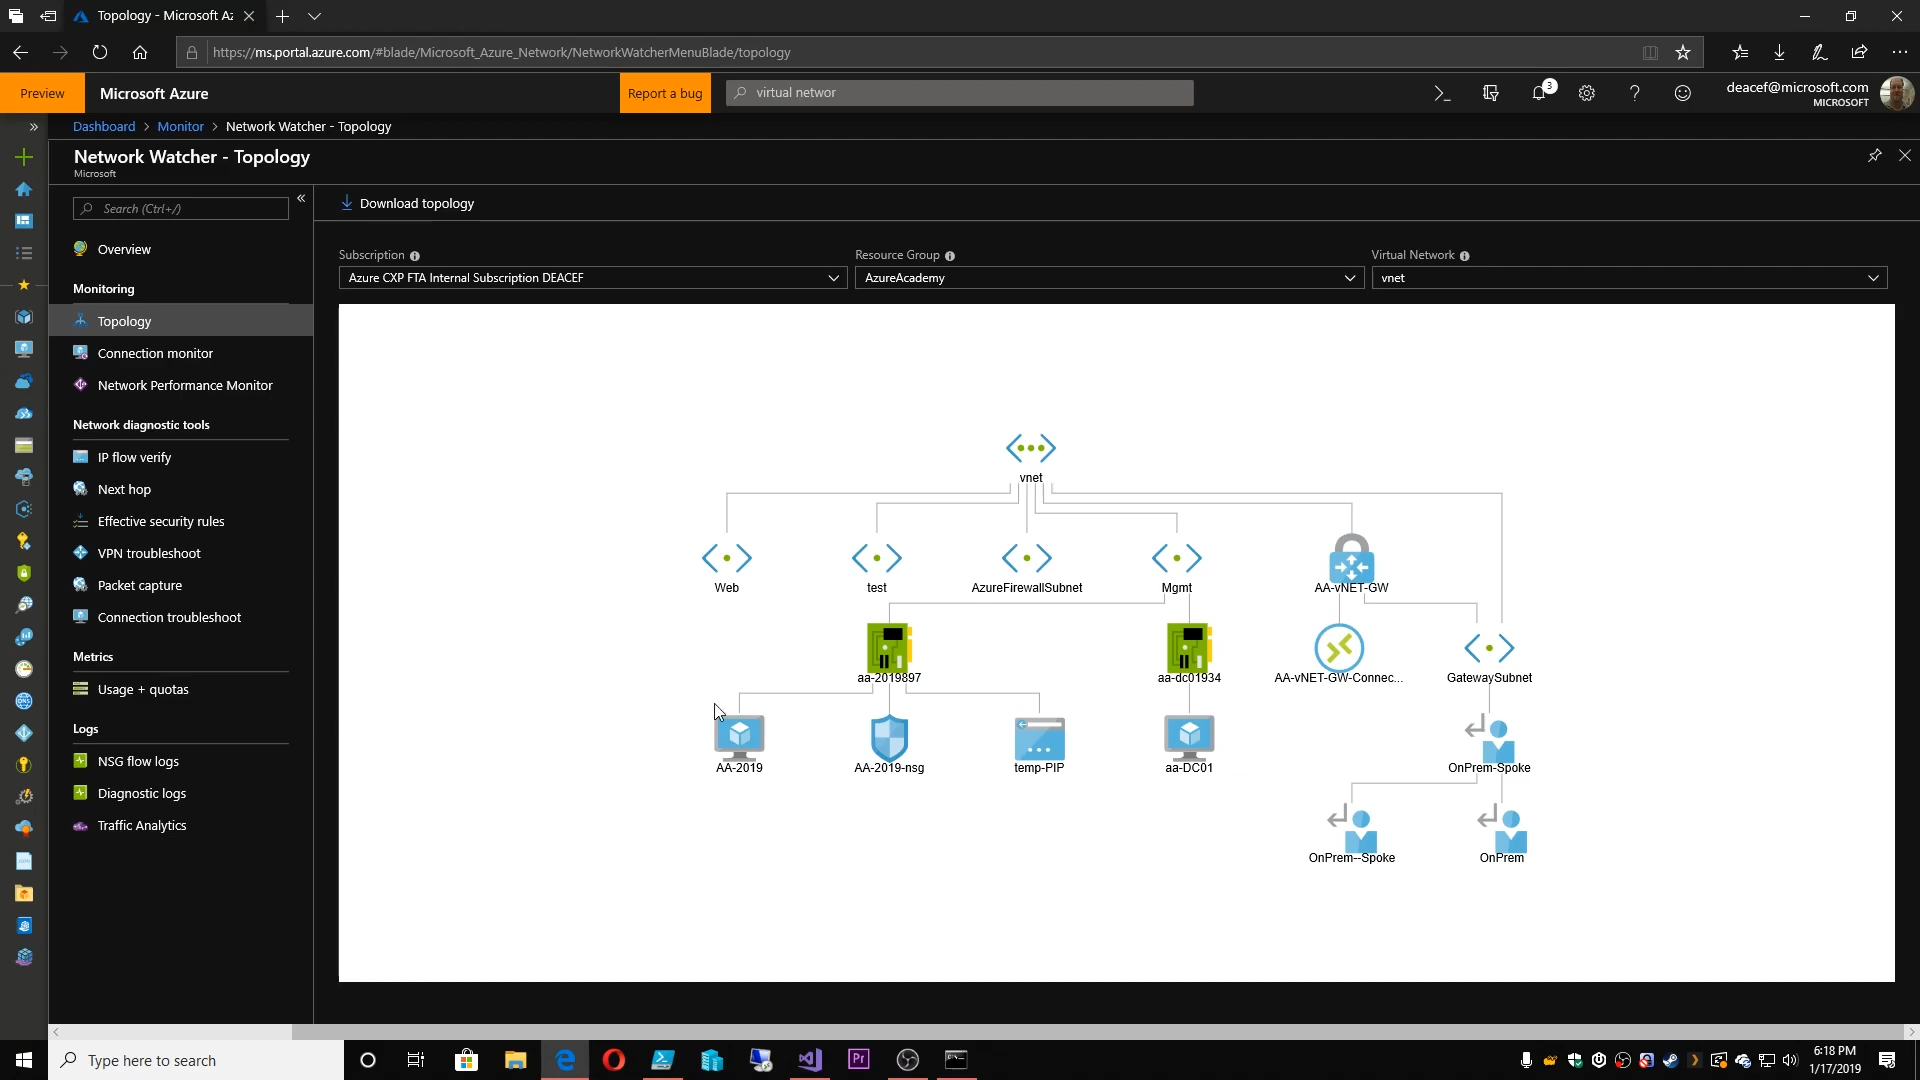 Topology - Microsoft Az
https://ms.portal.azure.com/#blade/Microsoft_Azure_Network/NetworkWatcherMenuBlade/topology
Preview
Microsoft Azure
Report a bug
virtual networ
3
deacef@microsoft.com
MICROSOFT
Dashboard > Monitor > Network Watcher - Topology
Network Watcher - Topology
Microsoft
Search (Ctrl+/)
Overview
Monitoring
Topology
Connection monitor
Network Performance Monitor
Network diagnostic tools
IP flow verify
Next hop
Effective security rules
VPN troubleshoot
Packet capture
Connection troubleshoot
Metrics
Usage + quotas
Logs
NSG flow logs
Diagnostic logs
Traffic Analytics
Download topology
Subscription
Resource Group
Virtual Network
Azure CXP FTA Internal Subscription DEACEF
AzureAcademy
vnet
vnet
Web
test
AzureFirewallSubnet
Mgmt
AA-vNET-GW
aa-2019897
aa-dc01934
AA-vNET-GW-Connec...
GatewaySubnet
AA-2019
AA-2019-nsg
temp-PIP
aa-DC01
OnPrem-Spoke
OnPrem--Spoke
OnPrem
Type here to search
Pr
6:18 PM
1/17/2019